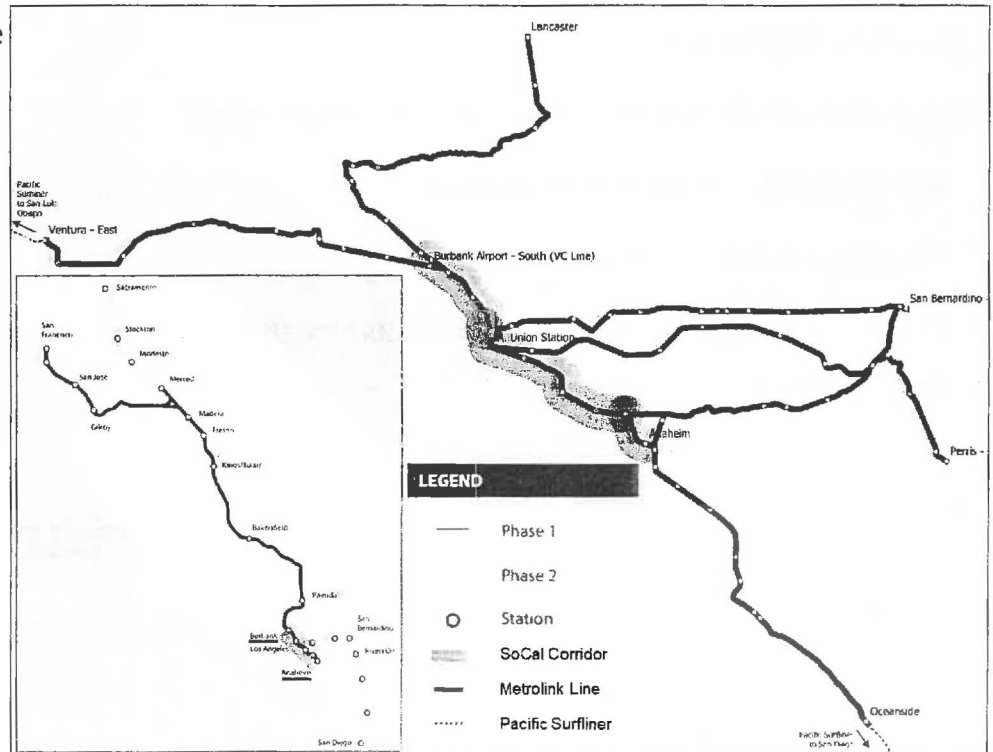 e
Lancaster
Pacific
Surfliner
to San Luis
Obispo
Ventura - East
Burbank Airport - South (VC Line)
San Bernardino
Union Station
Anaheim
Perris -
Oceanside
Pacific Surfliner
to San Diego
Sacramento
San
Francisco
Stockton
Modesto
San Jose
Merced
Gilroy
Madera
Fresno
Kings/Tulare
Bakersfield
Palmdale
San
Bernardino
Burbank
Los Angeles
Riverside
Anaheim
San Diego
LEGEND
Phase 1
Phase 2
Station
SoCal Corridor
Metrolink Line
Pacific Surfliner